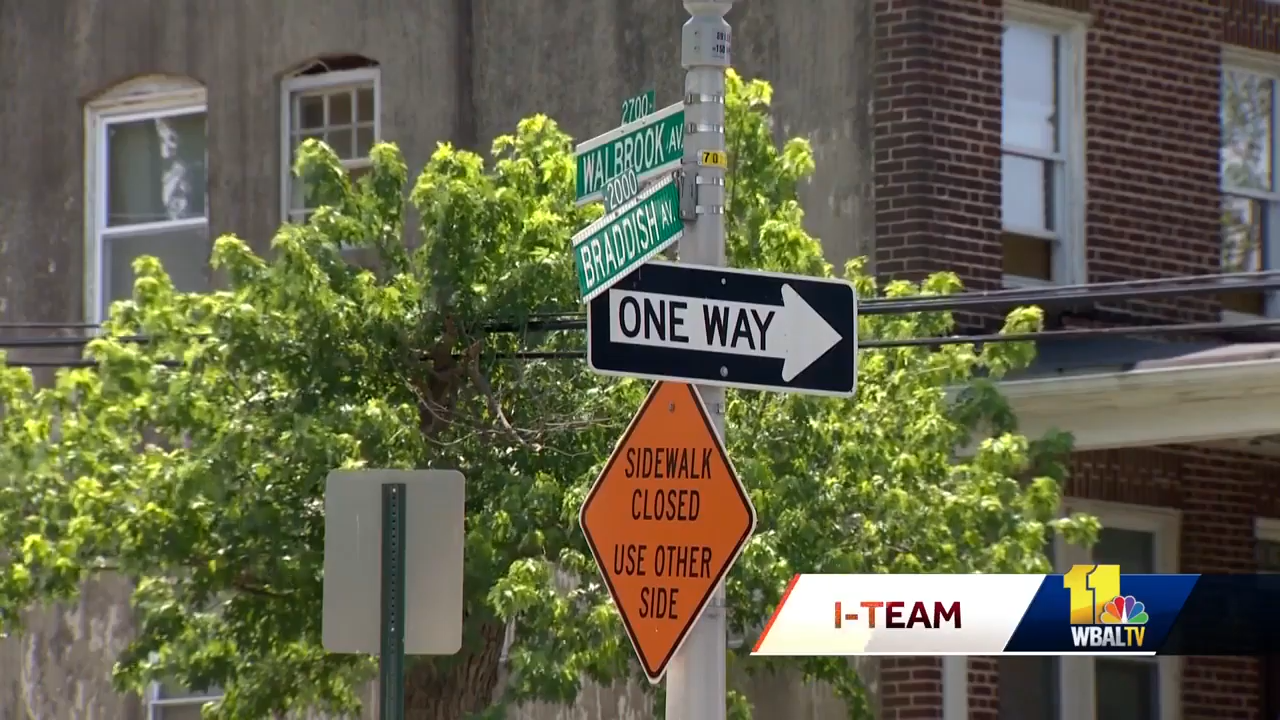 2700
WALBROOK AV.
2000
BRADDISH AV.
70
ONE WAY
SIDEWALK
CLOSED
USE OTHER
SIDE
I-TEAM
11
WBALTV